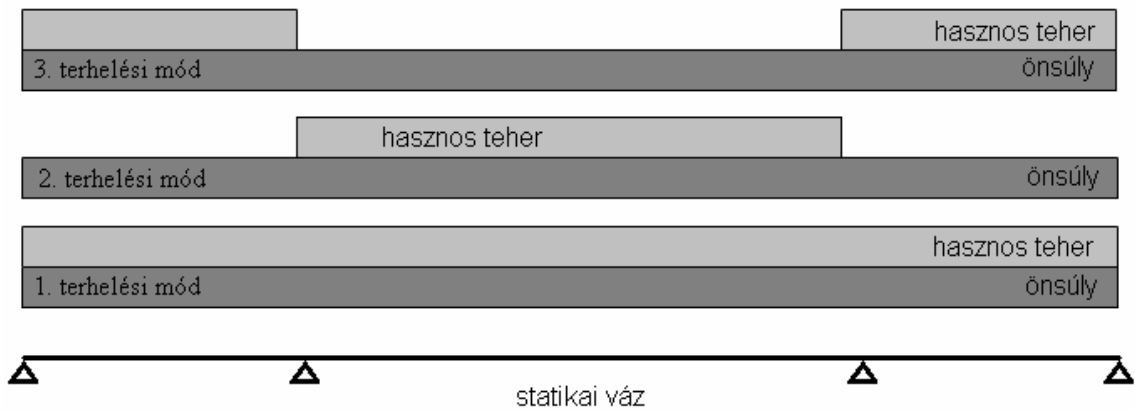 hasznos teher
3. terhelési mód önsúly
hasznos teher
2. terhelési mód önsúly
hasznos teher
1. terhelési mód önsúly
statikai váz